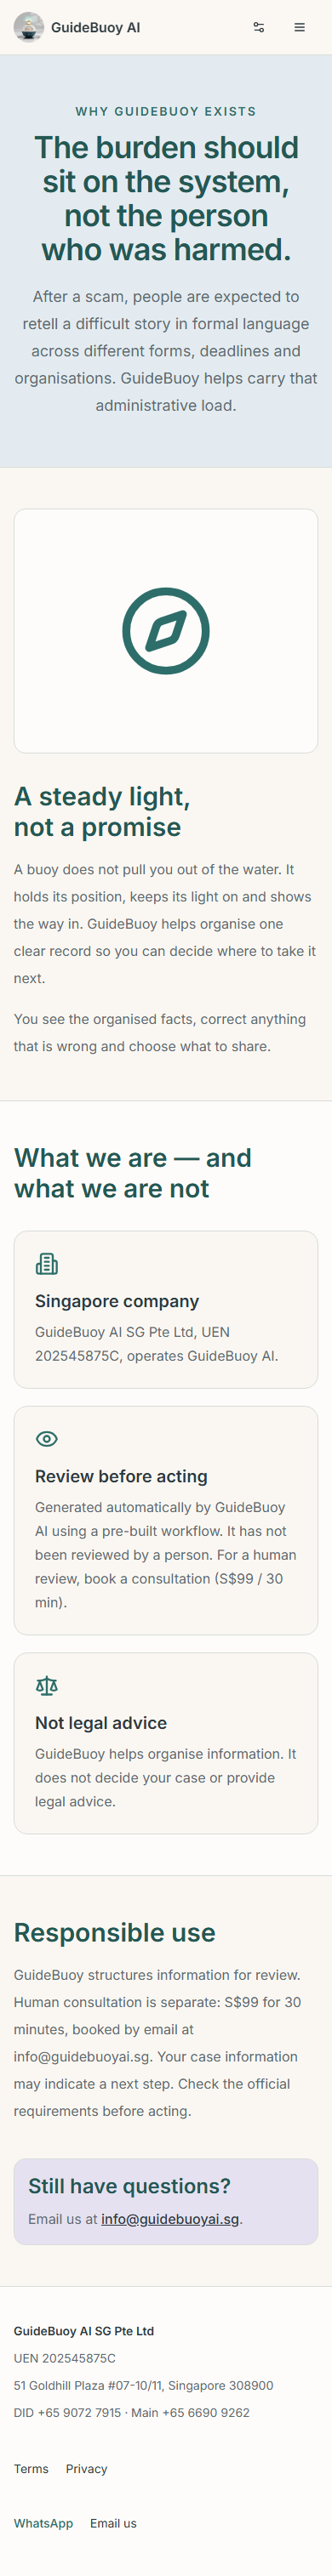 GuideBuoy AI
WHY GUIDEBUOY EXISTS
The burden should
sit on the system,
not the person
who was harmed.
After a scam, people are expected to
retell a difficult story in formal language
across different forms, deadlines and
organisations. GuideBuoy helps carry that
administrative load.
A steady light,
not a promise
A buoy does not pull you out of the water. It
holds its position, keeps its light on and shows
the way in. GuideBuoy helps organise one
clear record so you can decide where to take it
next.
You see the organised facts, correct anything
that is wrong and choose what to share.
What we are — and
what we are not
Singapore company
GuideBuoy AI SG Pte Ltd, UEN
202545875C, operates GuideBuoy AI.
Review before acting
Generated automatically by GuideBuoy
AI using a pre-built workflow. It has not
been reviewed by a person. For a human
review, book a consultation (S$99 / 30
min).
Not legal advice
GuideBuoy helps organise information. It
does not decide your case or provide
legal advice.
Responsible use
GuideBuoy structures information for review.
Human consultation is separate: S$99 for 30
minutes, booked by email at
info@guidebuoyai.sg. Your case information
may indicate a next step. Check the official
requirements before acting.
Still have questions?
Email us at info@guidebuoyai.sg.
GuideBuoy AI SG Pte Ltd
UEN 202545875C
51 Goldhill Plaza #07-10/11, Singapore 308900
DID +65 9072 7915 · Main +65 6690 9262
Terms Privacy
WhatsApp Email us